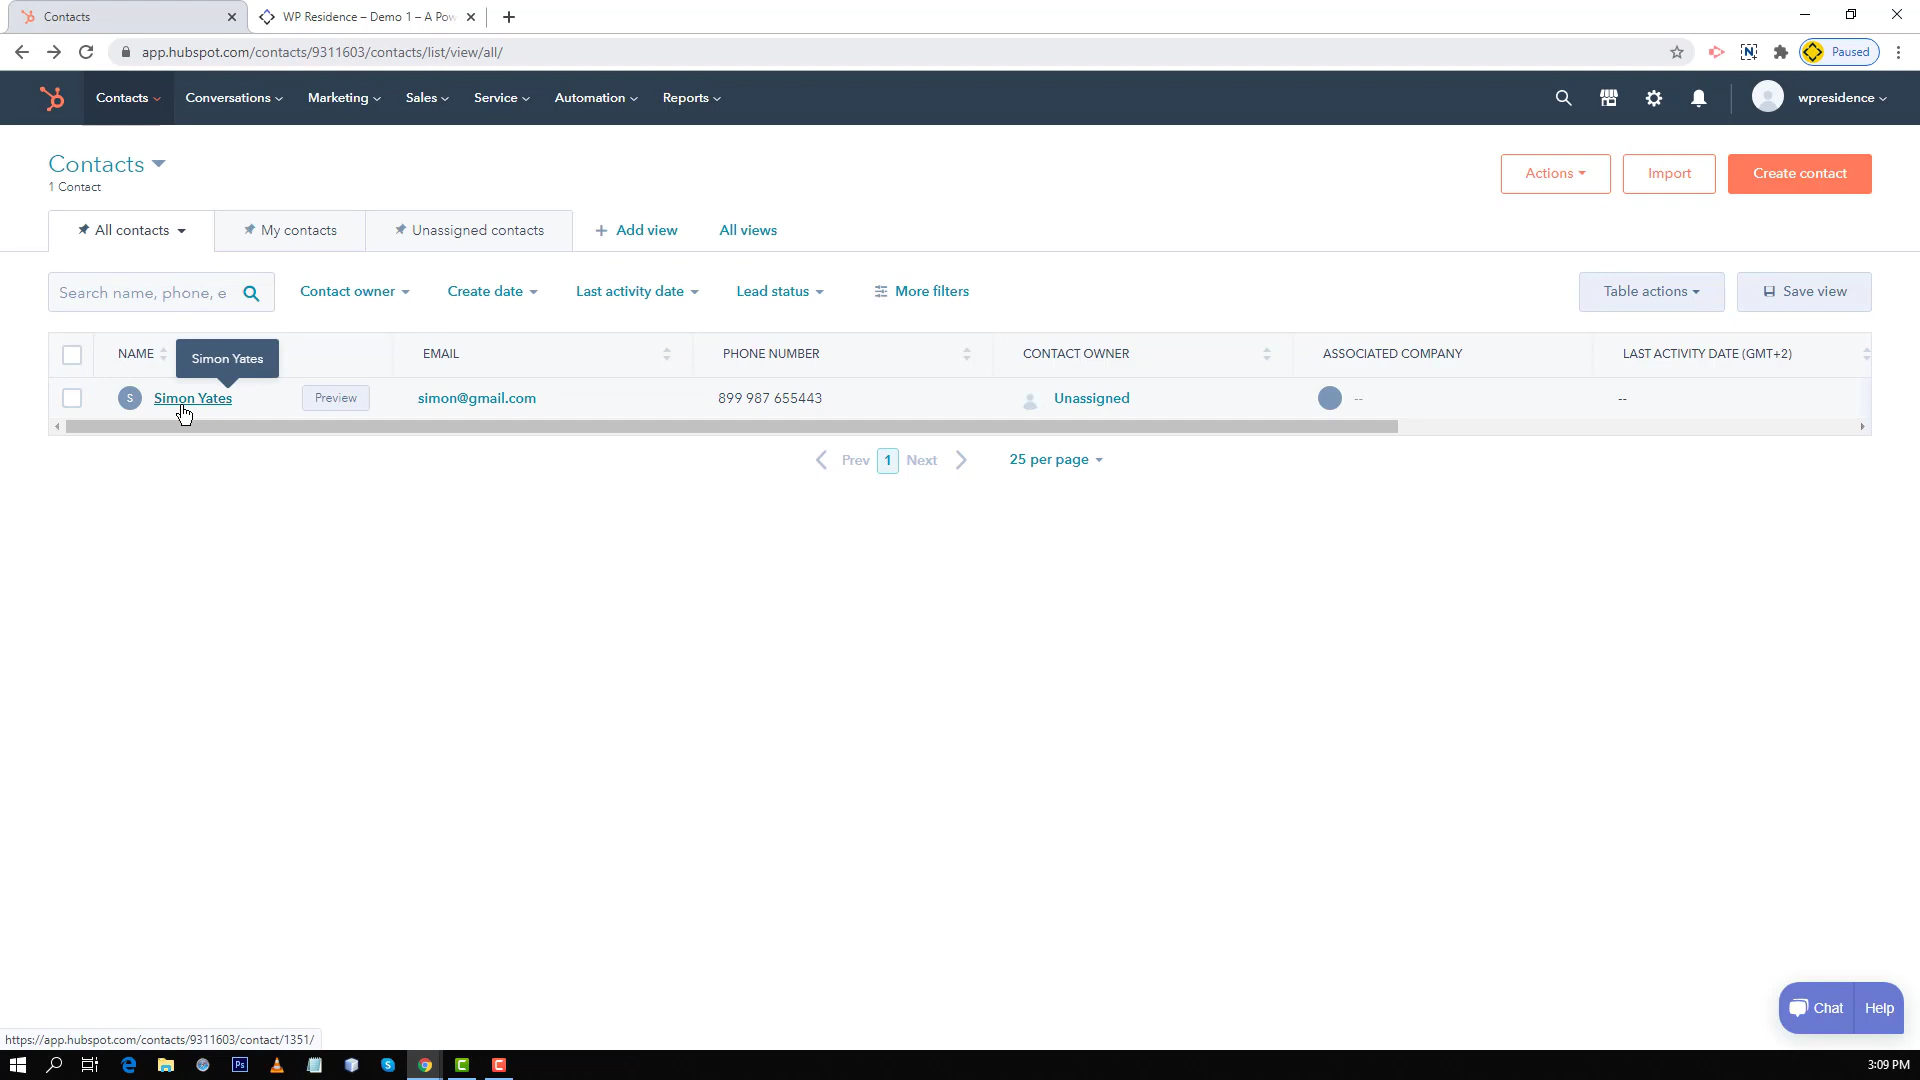 Contacts
WP Residence – Demo 1 – A Pow
app.hubspot.com/contacts/9311603/contacts/list/view/all/
Paused
Contacts
Conversations
Marketing
Sales
Service
Automation
Reports
wpresidence
Contacts
1 Contact
Actions
Import
Create contact
All contacts
My contacts
Unassigned contacts
+ Add view
All views
Search name, phone, e
Contact owner
Create date
Last activity date
Lead status
More filters
Table actions
Save view
NAME
Simon Yates
EMAIL
PHONE NUMBER
CONTACT OWNER
ASSOCIATED COMPANY
LAST ACTIVITY DATE (GMT+2)
S
Simon Yates
Preview
simon@gmail.com
899 987 655443
Unassigned
--
--
Prev
1
Next
25 per page
Chat
Help
https://app.hubspot.com/contacts/9311603/contact/1351/
Ps
3:09 PM